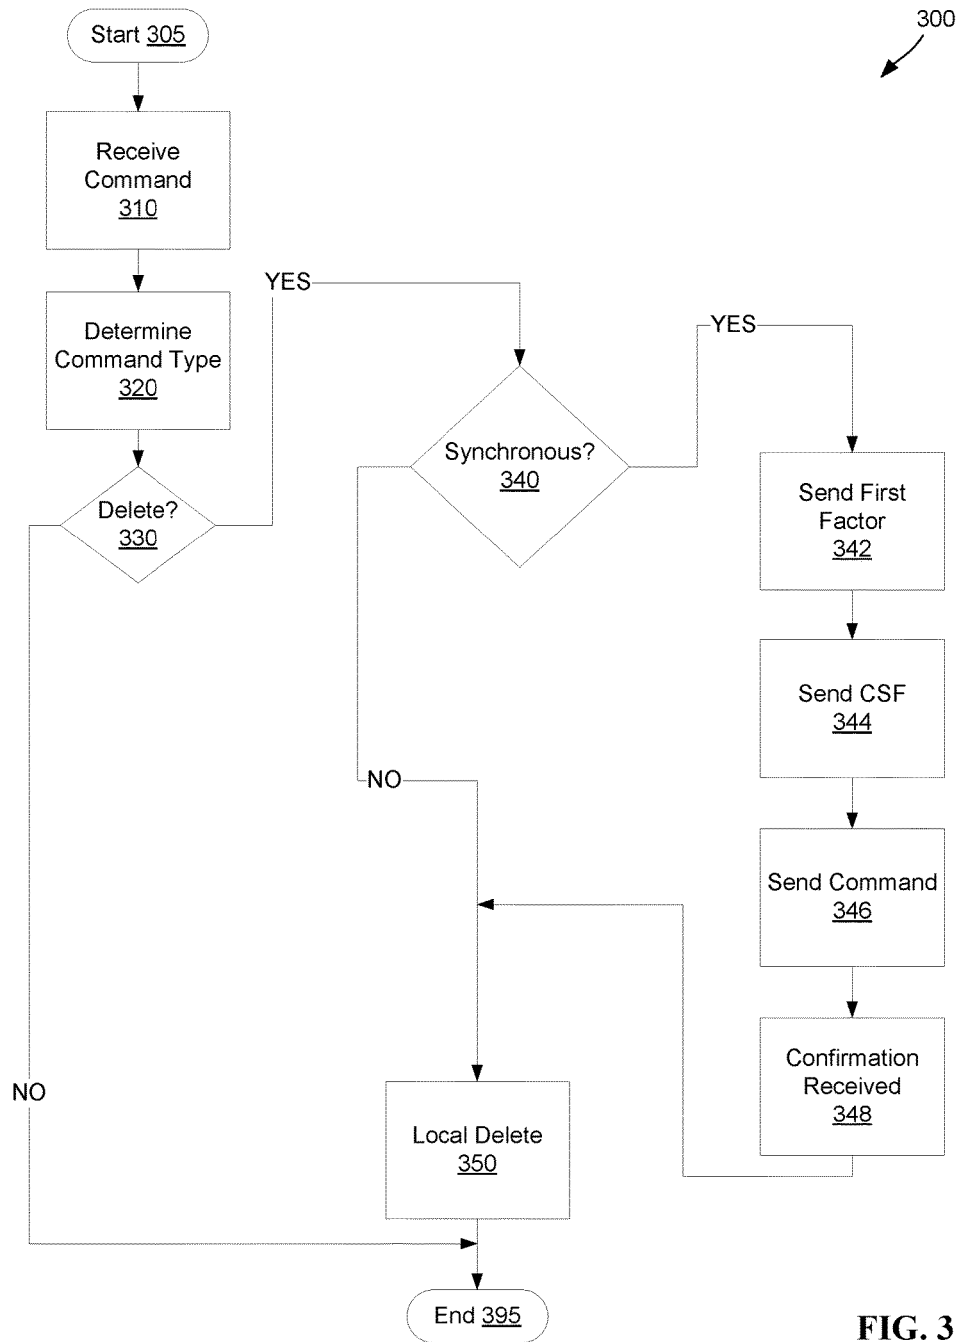 300
Start 305
Receive
Command
310
YES
Determine
Command Type
320
YES
Synchronous?
340
Delete?
330
Send First
Factor
342
Send CSF
344
NO
Send Command
346
Confirmation
Received
348
NO
Local Delete
350
End 395
FIG. 3